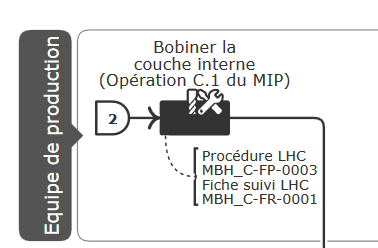 Equipe de production
Bobiner la
couche interne
(Opération C.1 du MIP)
2
Procédure LHC
MBH_C-FP-0003
Fiche suivi LHC
MBH_C-FR-0001